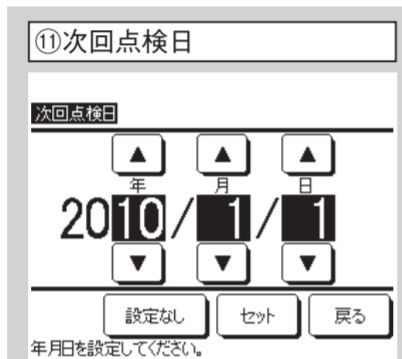 ⑪次回点検日
次回点検日
▲ ▲ ▲
年 月 日
2010/ 1/ 1
▼ ▼ ▼
設定なし セット 戻る
年月日を設定してください。